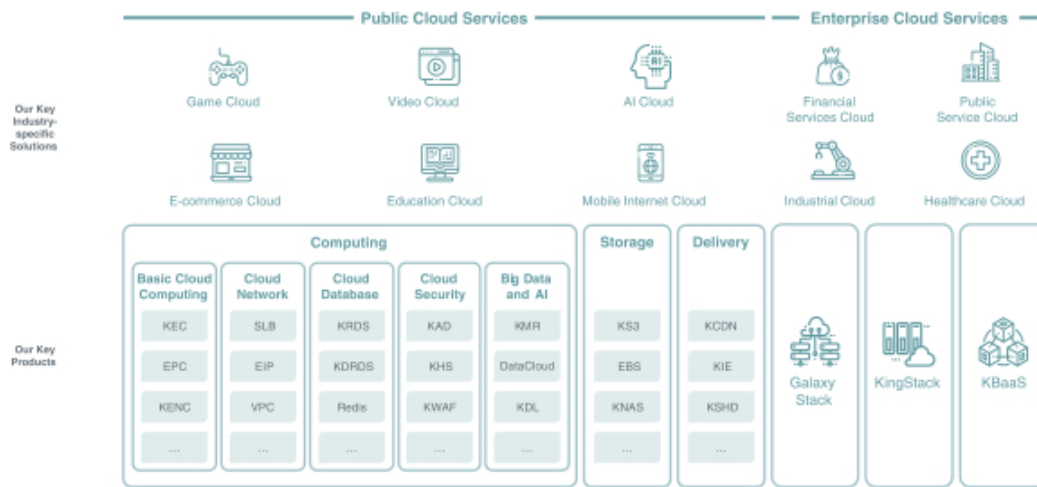 Public Cloud Services
Enterprise Cloud Services
Our Key
Industry-
specific
Solutions
Game Cloud
Video Cloud
AI
AI Cloud
Financial
Services Cloud
Public
Service Cloud
E-commerce Cloud
Education Cloud
Mobile Internet Cloud
Industrial Cloud
Healthcare Cloud
Our Key
Products
Computing
Basic Cloud
Computing
KEC
EPC
KENC
...
Cloud
Network
SLB
EIP
VPC
...
Cloud
Database
KRDS
KDRDS
Redis
...
Cloud
Security
KAD
KHS
KWAF
...
Big Data
and AI
KMR
DataCloud
KDL
...
Storage
KS3
EBS
KNAS
...
Delivery
KCDN
KIE
KSHD
...
Galaxy
Stack
KingStack
KBaaS